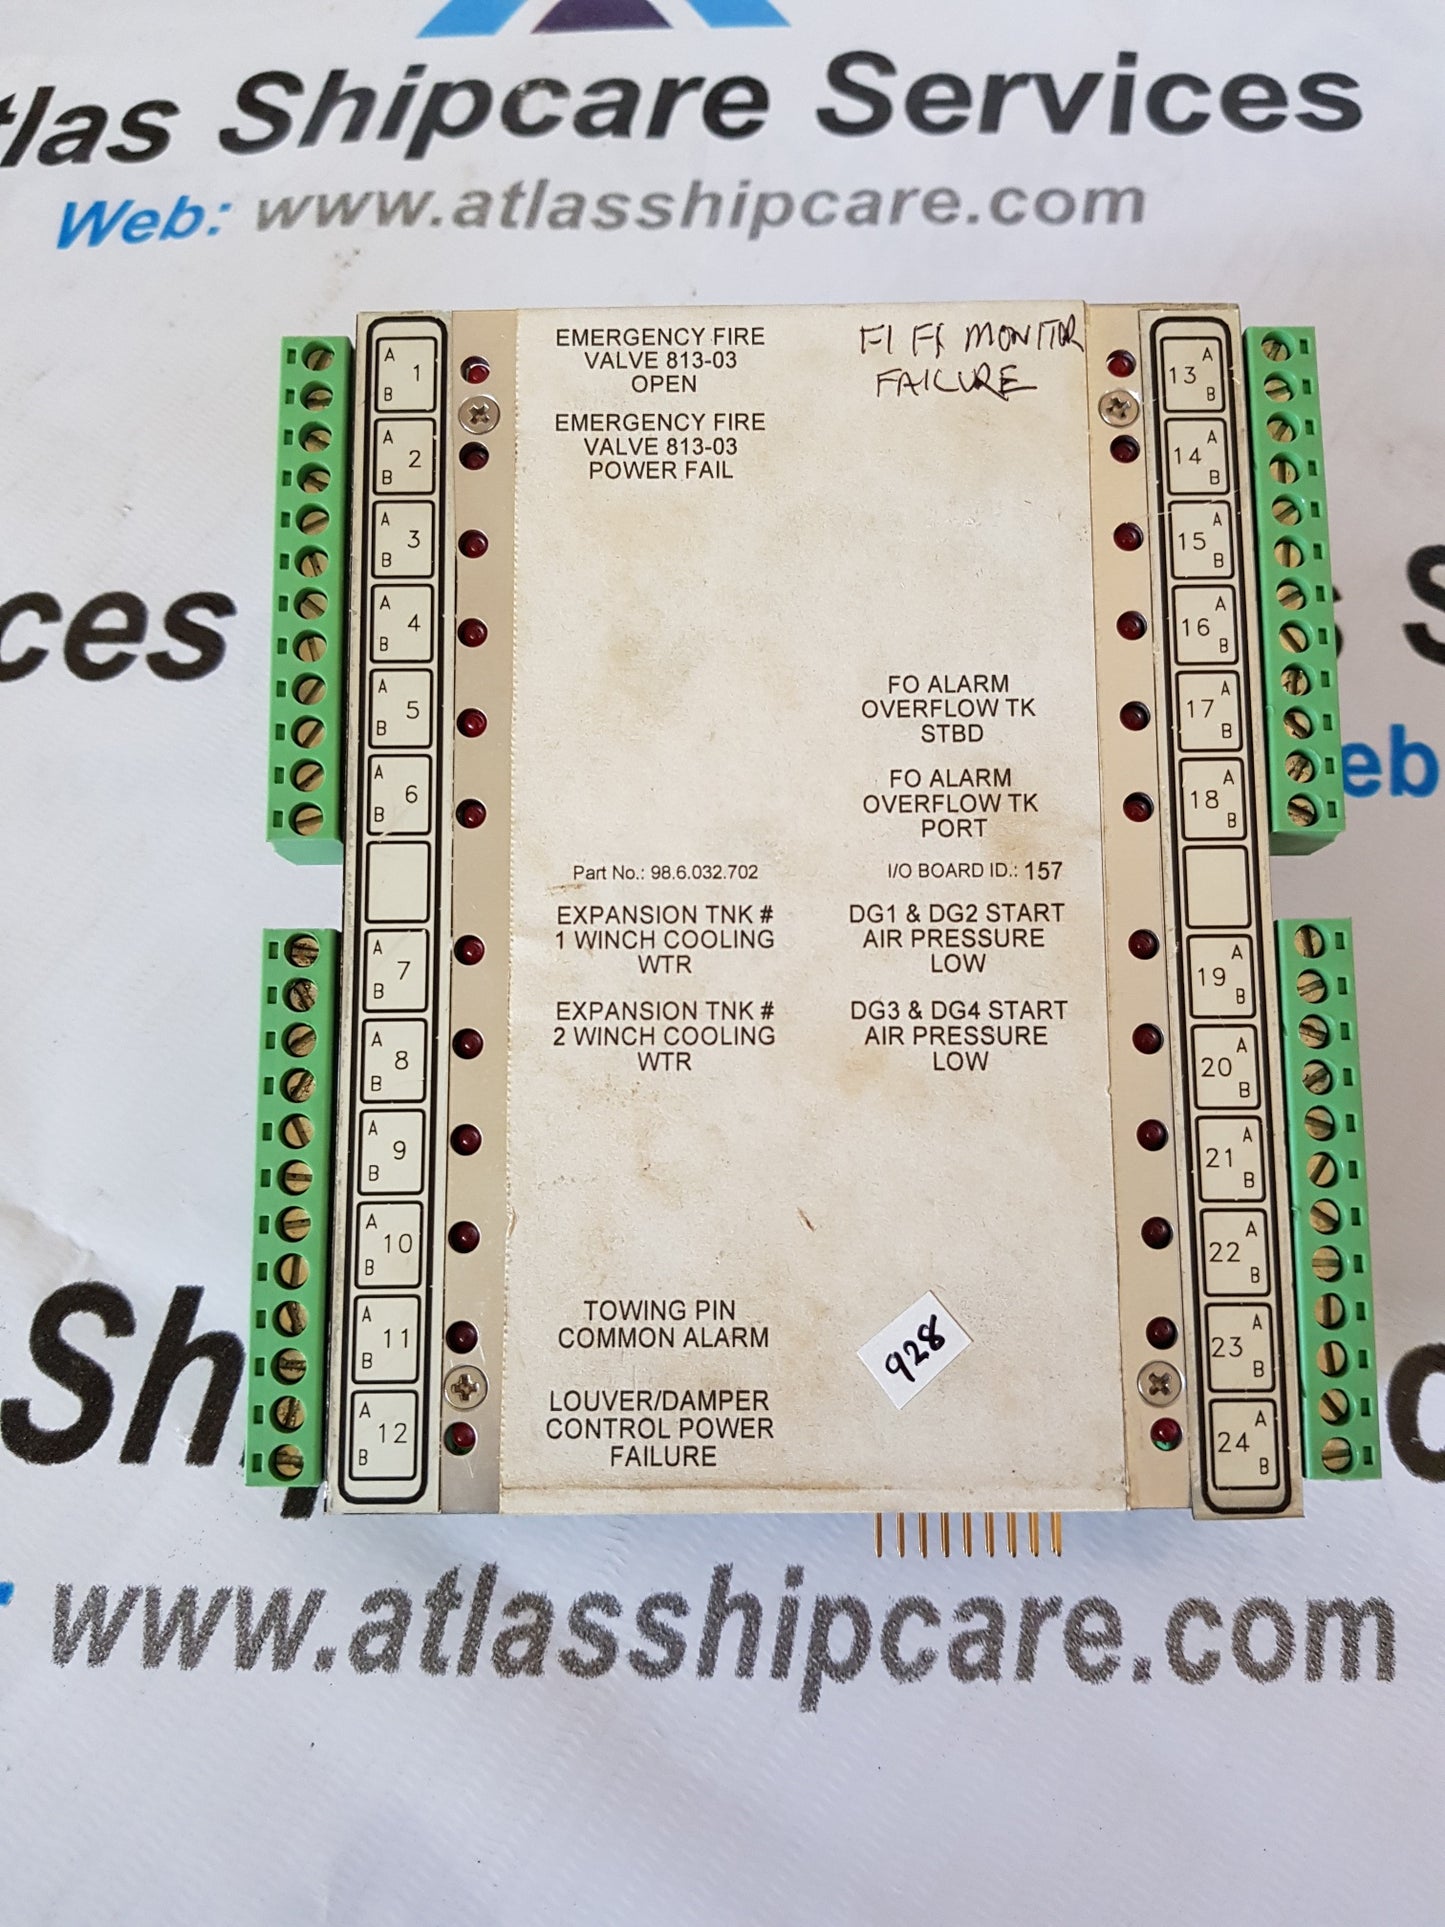 tlas Shipcare Services
Web: www.atlasshipcare.com
EMERGENCY FIRE
VALVE 813-03
OPEN
EMERGENCY FIRE
VALVE 813-03
POWER FAIL
FI FI MONITOR
FAILURE
FO ALARM
OVERFLOW TK
STBD
FO ALARM
OVERFLOW TK
PORT
Part No.: 98.6.032.702
I/O BOARD ID.: 157
EXPANSION TNK #
1 WINCH COOLING
WTR
EXPANSION TNK #
2 WINCH COOLING
WTR
DG1 & DG2 START
AIR PRESSURE
LOW
DG3 & DG4 START
AIR PRESSURE
LOW
TOWING PIN
COMMON ALARM
LOUVER/DAMPER
CONTROL POWER
FAILURE
928
A 1 B
A 2 B
A 3 B
A 4 B
A 5 B
A 6 B
A 7 B
A 8 B
A 9 B
A 10 B
A 11 B
A 12 B
13 A B
14 A B
15 A B
16 A B
17 A B
18 A B
19 A B
20 A B
21 A B
22 A B
23 A B
24 A B
ces
s S
eb
Sh
c
www.atlasshipcare.com